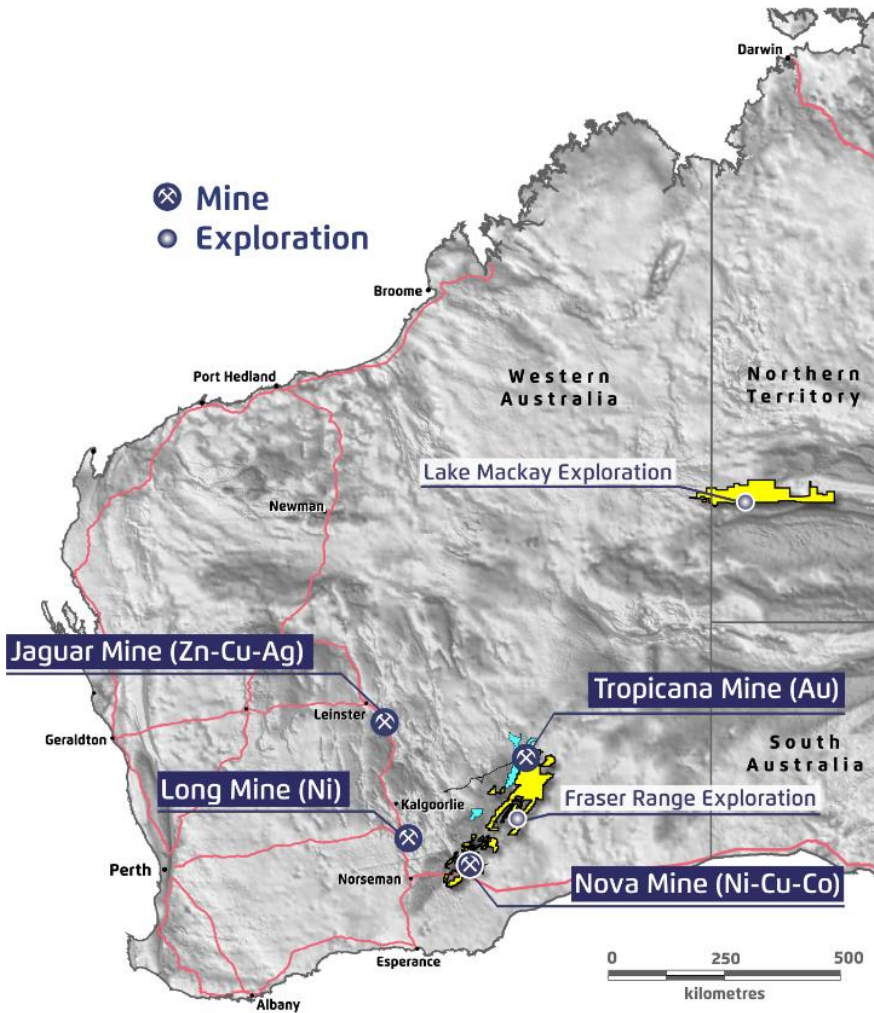 Darwin
Mine
Exploration
Broome
Port Hedland
Western
Australia
Northern
Territory
Lake Mackay Exploration
Newman
Jaguar Mine (Zn-Cu-Ag)
Tropicana Mine (Au)
Leinster
Geraldton
South
Australia
Long Mine (Ni)
Kalgoorlie
Fraser Range Exploration
Perth
Norseman
Nova Mine (Ni-Cu-Co)
Esperance
0 250 500
kilometres
Albany